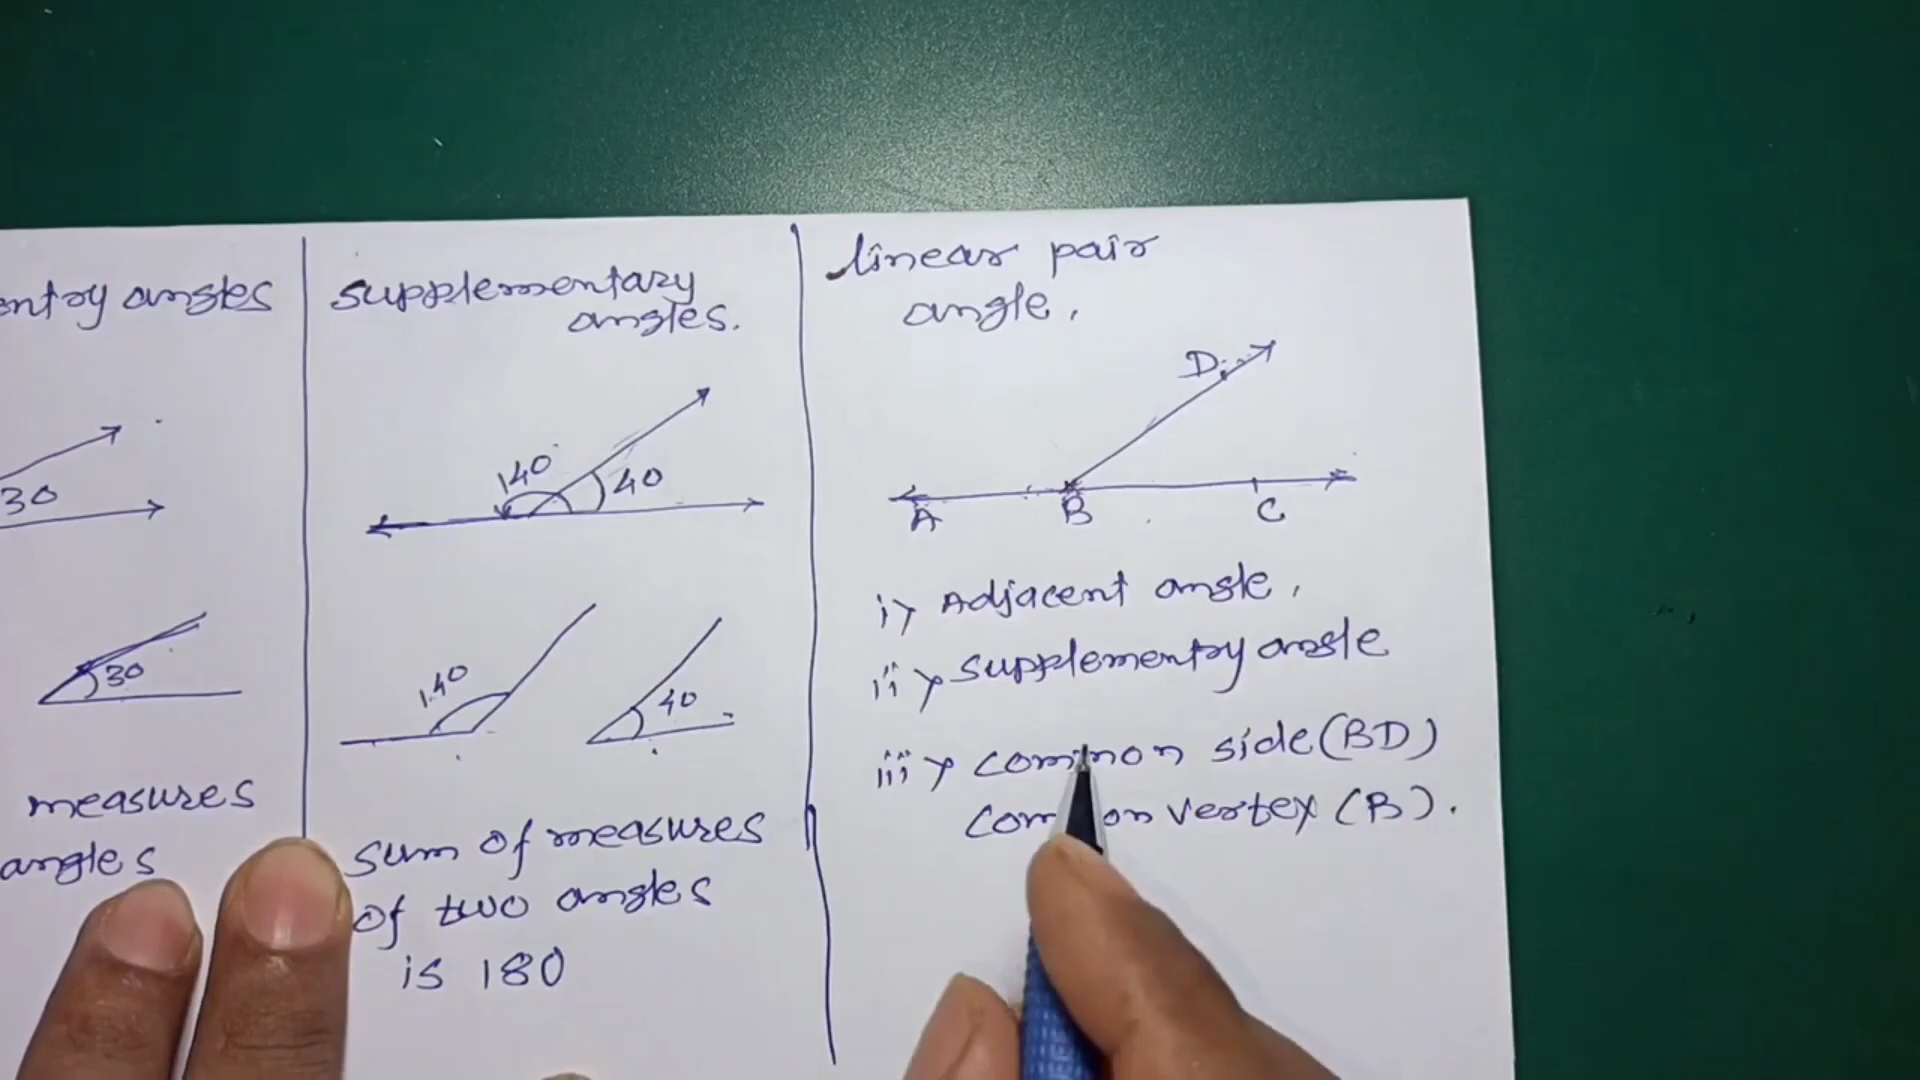 angles
30
30
measures
angles
supplementary
angles.
140
40
140
40
sum of measures
of two angles
is 180
linear pair
angle.
D
A B C
i) Adjacent angle,
ii) supplementry angle
iii) common side (BD)
common vertex (B).